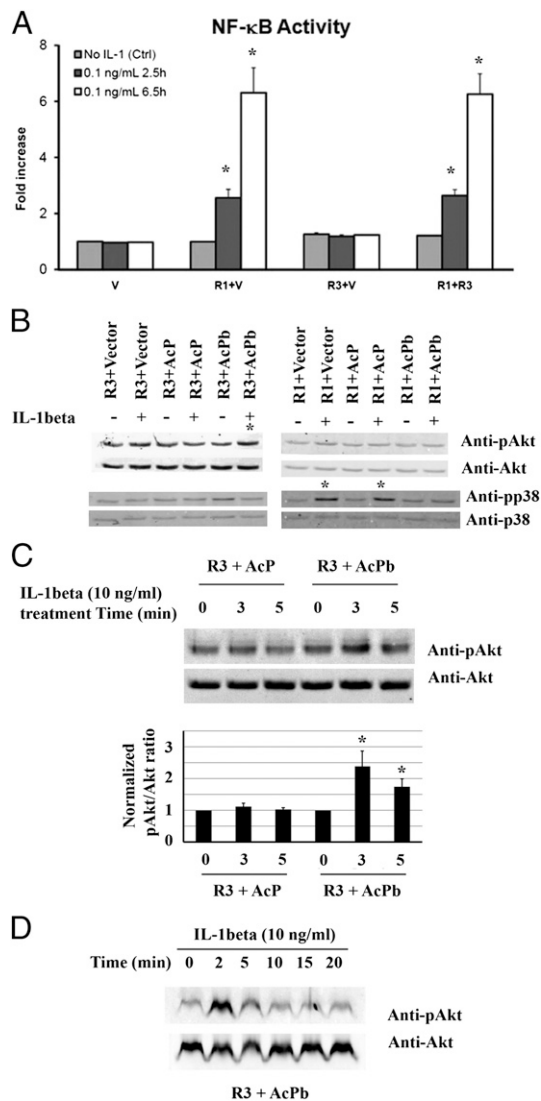 A
NF-κB Activity
No IL-1 (Ctrl)
0.1 ng/mL 2.5h
0.1 ng/mL 6.5h
Fold increase
8
6
4
2
0
* * * *
V R1+V R3+V R1+R3
B
R3+Vector R3+Vector R3+AcP R3+AcP R3+AcPb R3+AcPb R1+Vector R1+Vector R1+AcP R1+AcP R1+AcPb R1+AcPb
IL-1beta - + - + - + - + - + - +
*
Anti-pAkt
Anti-Akt
* *
Anti-pp38
Anti-p38
C
R3 + AcP R3 + AcPb
IL-1beta (10 ng/ml)
treatment Time (min) 0 3 5 0 3 5
Anti-pAkt
Anti-Akt
Normalized
pAkt/Akt ratio
3
2
1
0
* *
0 3 5 0 3 5
R3 + AcP R3 + AcPb
D
IL-1beta (10 ng/ml)
Time (min) 0 2 5 10 15 20
Anti-pAkt
Anti-Akt
R3 + AcPb